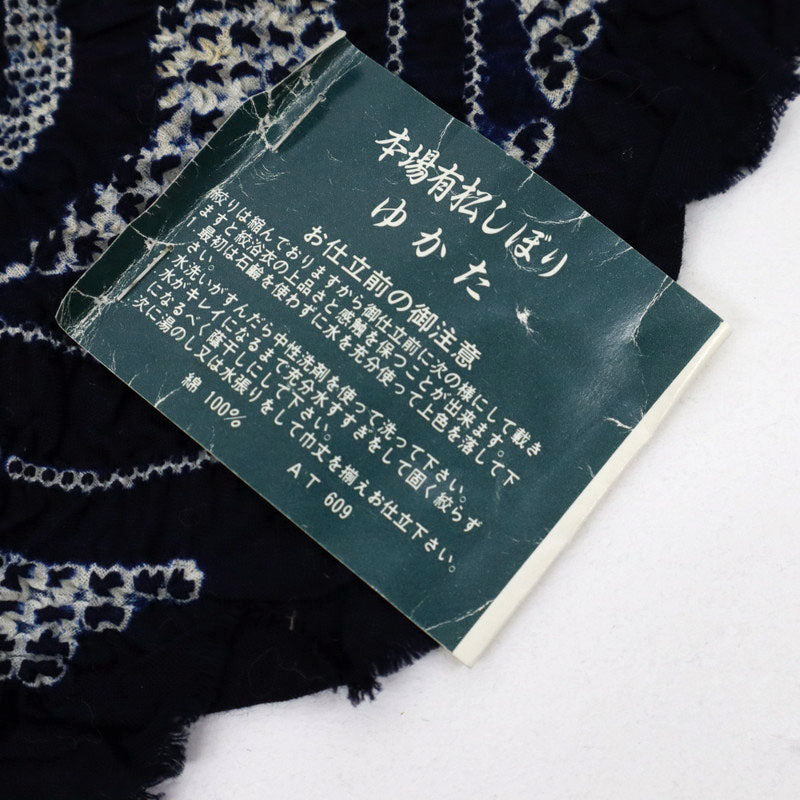 本場有松しぼり
ゆかた
お仕立前の御注意
絞りは縮んでおりますから御仕立前に次の様にして載き
ますと絞浴衣の上品さと感触を保つことが出来ます。
1.最初は石鹸を使わずに水を充分使って上色を落して下
さい。
水洗いがすんだら中性洗剤を使って洗って下さい。
水がキレイになるまで充分水すすぎをして固く絞らず
になるべく蔭干しにして下さい。
次に湯のし又は水張りをして巾丈を揃えお仕立下さい。
綿 100%
AT 609